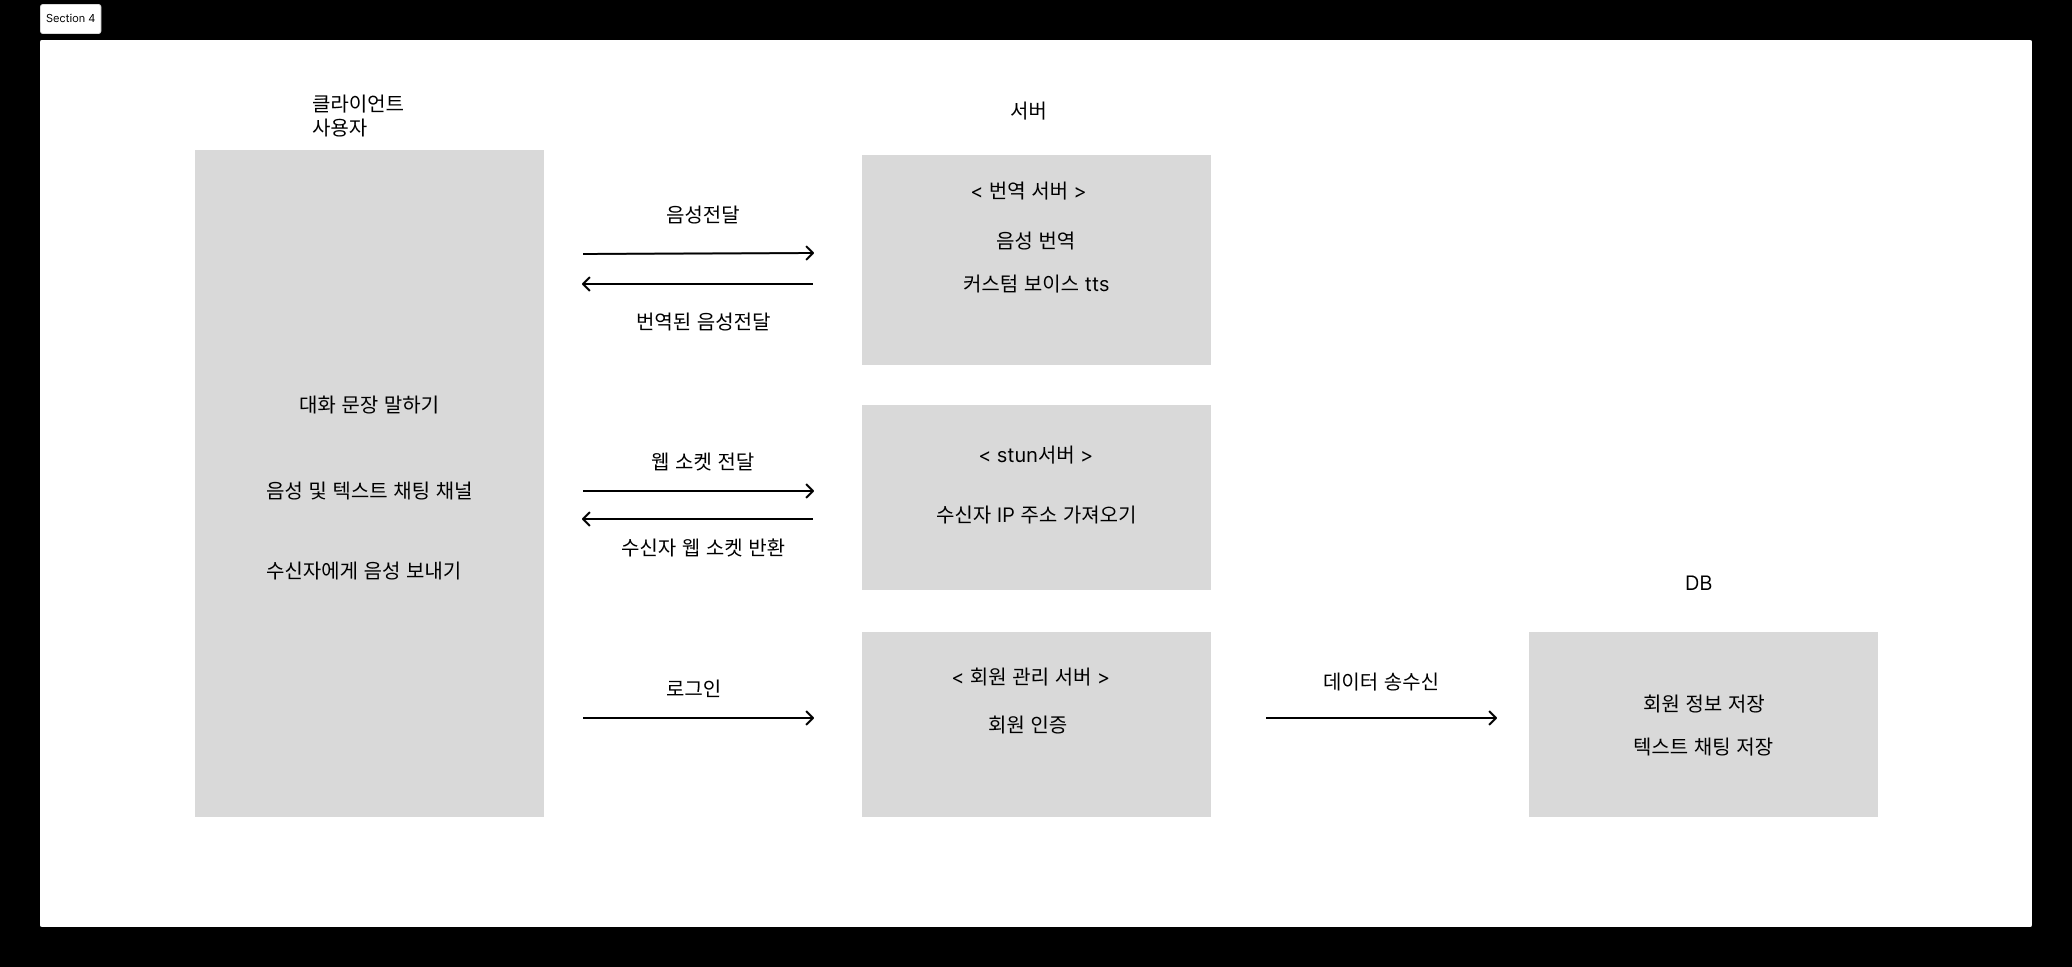 Section 4
클라이언트
사용자
서버
< 번역 서버 >
음성전달
음성 번역
커스텀 보이스 tts
번역된 음성전달
대화 문장 말하기
< stun서버 >
웹 소켓 전달
음성 및 텍스트 채팅 채널
수신자 IP 주소 가져오기
수신자 웹 소켓 반환
수신자에게 음성 보내기
DB
< 회원 관리 서버 >
로그인
데이터 송수신
회원 정보 저장
회원 인증
텍스트 채팅 저장